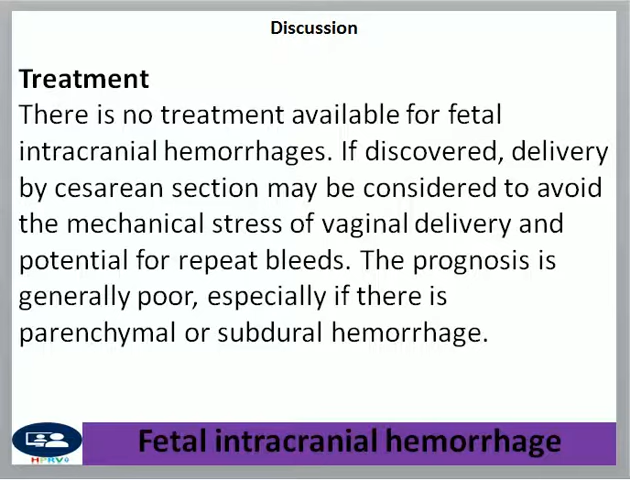 Discussion
Treatment
There is no treatment available for fetal
intracranial hemorrhages. If discovered, delivery
by cesarean section may be considered to avoid
the mechanical stress of vaginal delivery and
potential for repeat bleeds. The prognosis is
generally poor, especially if there is
parenchymal or subdural hemorrhage.
Fetal intracranial hemorrhage
HPRV